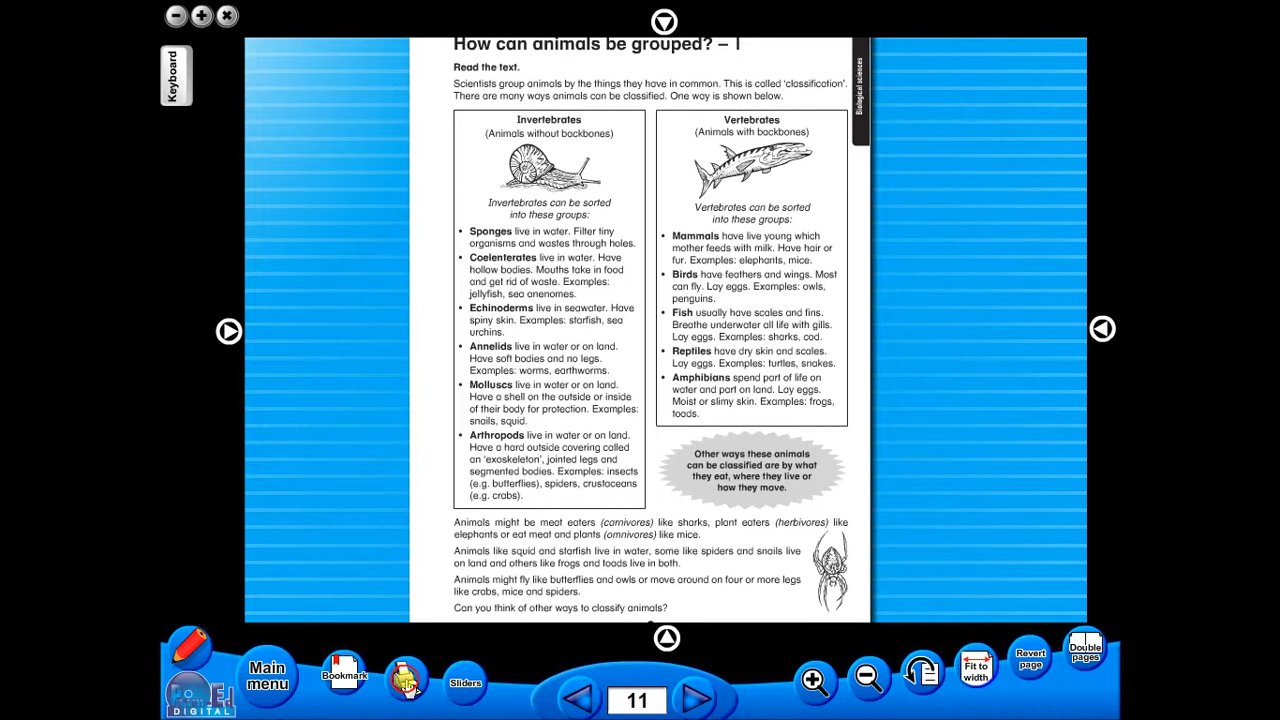 Keyboard
How can animals be grouped? – 1
Biological sciences
Read the text.
Scientists group animals by the things they have in common. This is called ‘classification’.
There are many ways animals can be classified. One way is shown below.
Invertebrates
(Animals without backbones)
Invertebrates can be sorted
into these groups:
• Sponges live in water. Filter tiny
organisms and wastes through holes.
• Coelenterates live in water. Have
hollow bodies. Mouths take in food
and get rid of waste. Examples:
jellyfish, sea anenomes.
• Echinoderms live in seawater. Have
spiny skin. Examples: starfish, sea
urchins.
• Annelids live in water or on land.
Have soft bodies and no legs.
Examples: worms, earthworms.
• Molluscs live in water or on land.
Have a shell on the outside or inside
of their body for protection. Examples:
snails, squid.
• Arthropods live in water or on land.
Have a hard outside covering called
an ‘exoskeleton’, jointed legs and
segmented bodies. Examples: insects
(e.g. butterflies), spiders, crustaceans
(e.g. crabs).
Vertebrates
(Animals with backbones)
Vertebrates can be sorted
into these groups:
• Mammals have live young which
mother feeds with milk. Have hair or
fur. Examples: elephants, mice.
• Birds have feathers and wings. Most
can fly. Lay eggs. Examples: owls,
penguins.
• Fish usually have scales and fins.
Breathe underwater all life with gills.
Lay eggs. Examples: sharks, cod.
• Reptiles have dry skin and scales.
Lay eggs. Examples: turtles, snakes.
• Amphibians spend part of life on
water and part on land. Lay eggs.
Moist or slimy skin. Examples: frogs,
toads.
Other ways these animals
can be classified are by what
they eat, where they live or
how they move.
Animals might be meat eaters (carnivores) like sharks, plant eaters (herbivores) like
elephants or eat meat and plants (omnivores) like mice.
Animals like squid and starfish live in water, some like spiders and snails live
on land and others like frogs and toads live in both.
Animals might fly like butterflies and owls or move around on four or more legs
like crabs, mice and spiders.
Can you think of other ways to classify animals?
Main
menu
Bookmark
Sliders
11
Fit to
width
Revert
page
Double
pages
DIGITAL